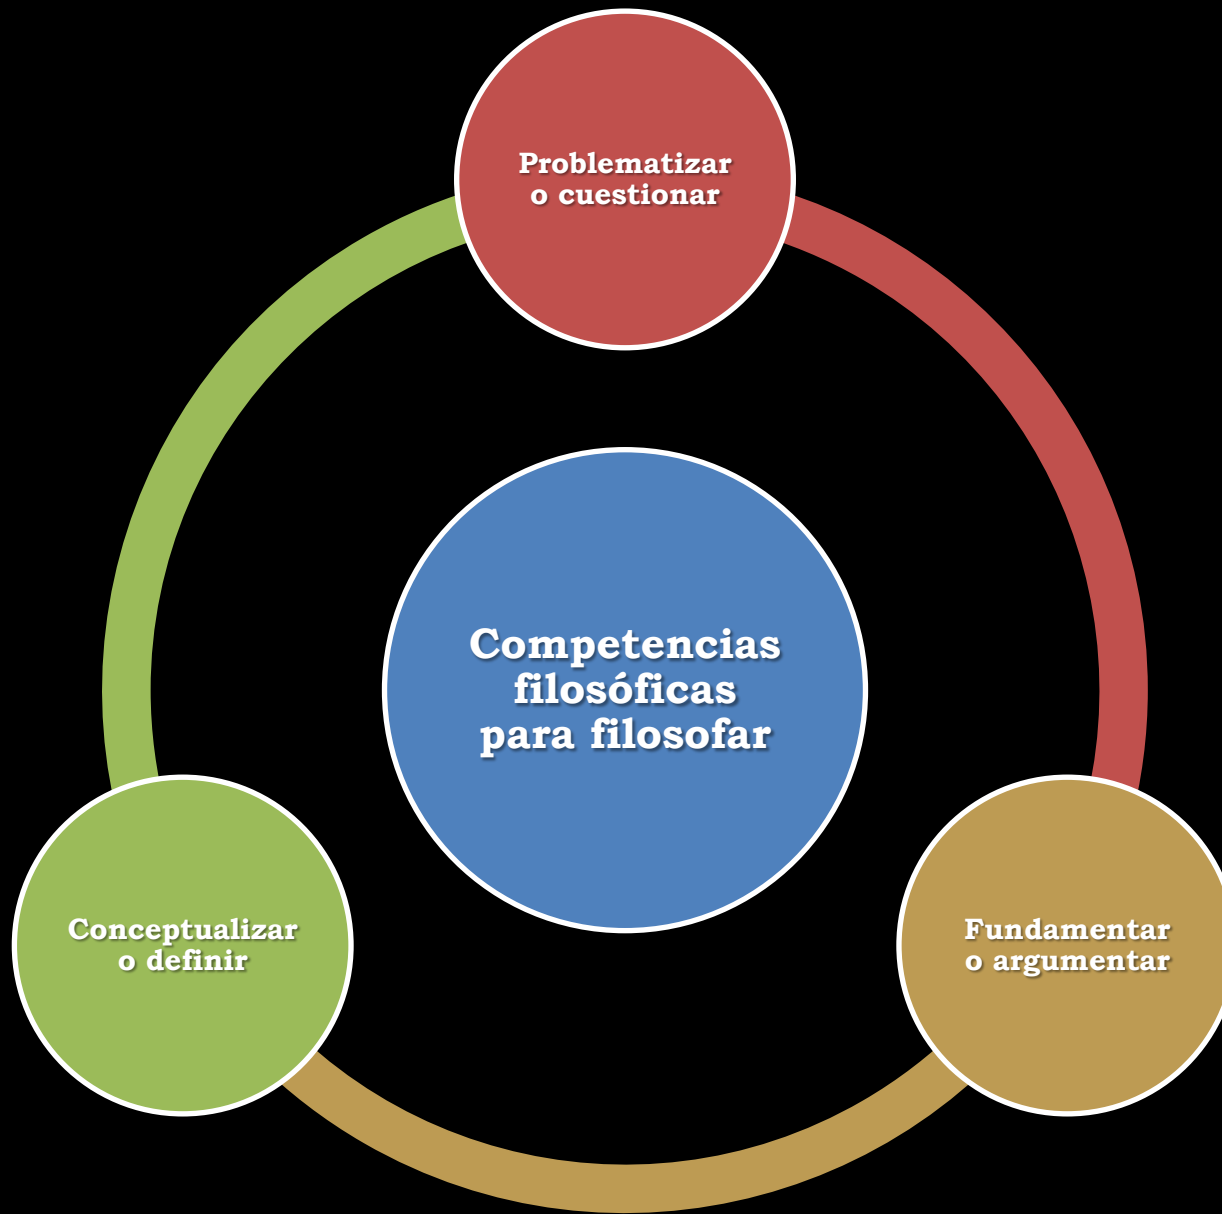 Problematizar
o cuestionar
Competencias
filosóficas
para filosofar
Conceptualizar
o definir
Fundamentar
o argumentar